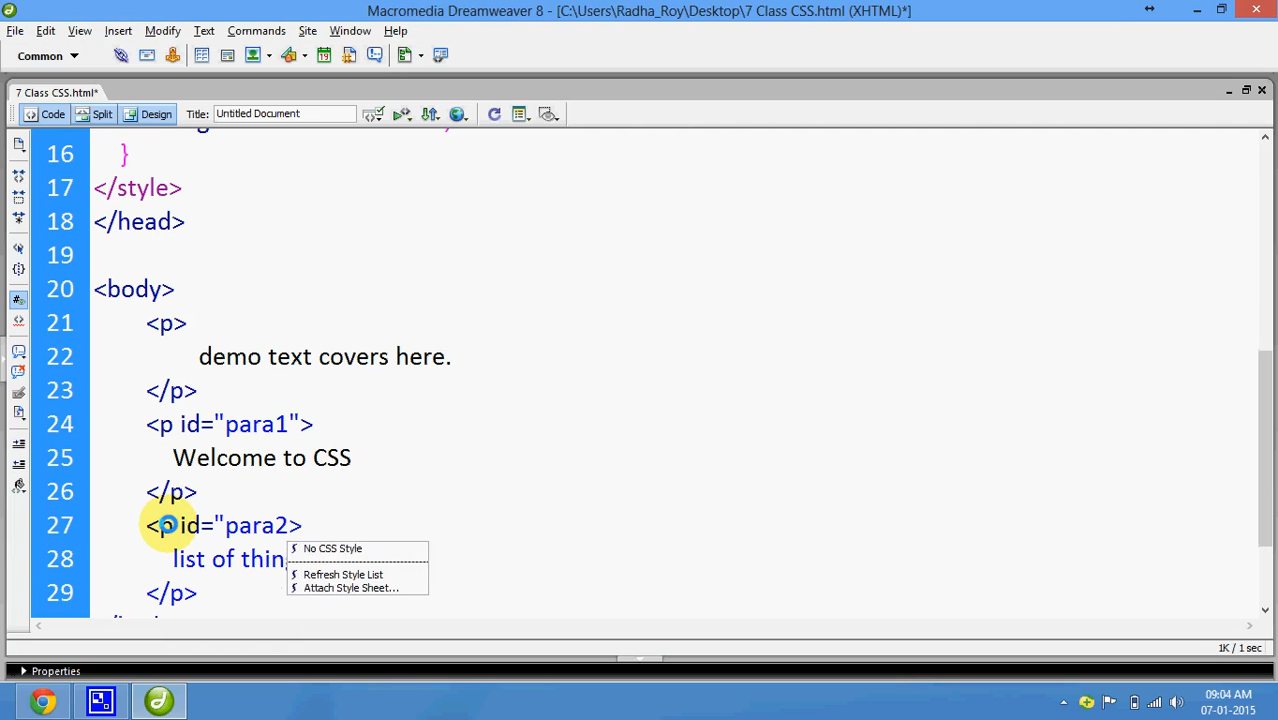 Macromedia Dreamweaver 8 - [C:\Users\Radha_Roy\Desktop\7 Class CSS.html (XHTML)*]
File Edit View Insert Modify Text Commands Site Window Help
Common
7 Class CSS.html*
Code Split Design Title: Untitled Document
16 }
17 </style>
18 </head>
19
20 <body>
21 <p>
22 demo text covers here.
23 </p>
24 <p id="para1">
25 Welcome to CSS
26 </p>
27 <p id="para2>
28 list of thin
No CSS Style
Refresh Style List
Attach Style Sheet...
29 </p>
1K / 1 sec
Properties
09:04 AM
07-01-2015